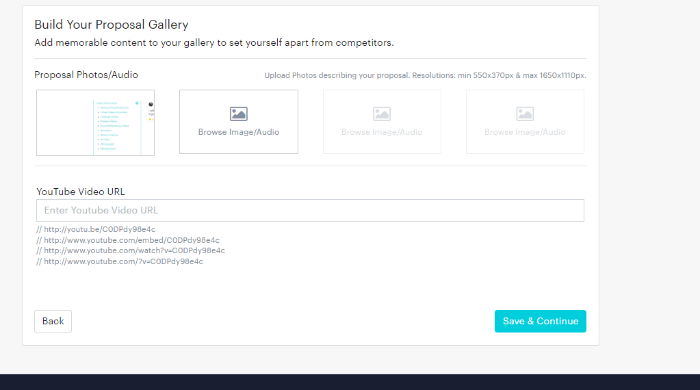 Build Your Proposal Gallery
Add memorable content to your gallery to set yourself apart from competitors.
Proposal Photos/Audio
Upload Photos describing your proposal. Resolutions: min 550x370px & max 1650x1110px.
Browse Image/Audio
Browse Image/Audio
Browse Image/Audio
YouTube Video URL
Enter Youtube Video URL
// http://youtu.be/C0DPdy98e4c
// http://www.youtube.com/embed/C0DPdy98e4c
// http://www.youtube.com/watch?v=C0DPdy98e4c
// http://www.youtube.com/?v=C0DPdy98e4c
Back
Save & Continue